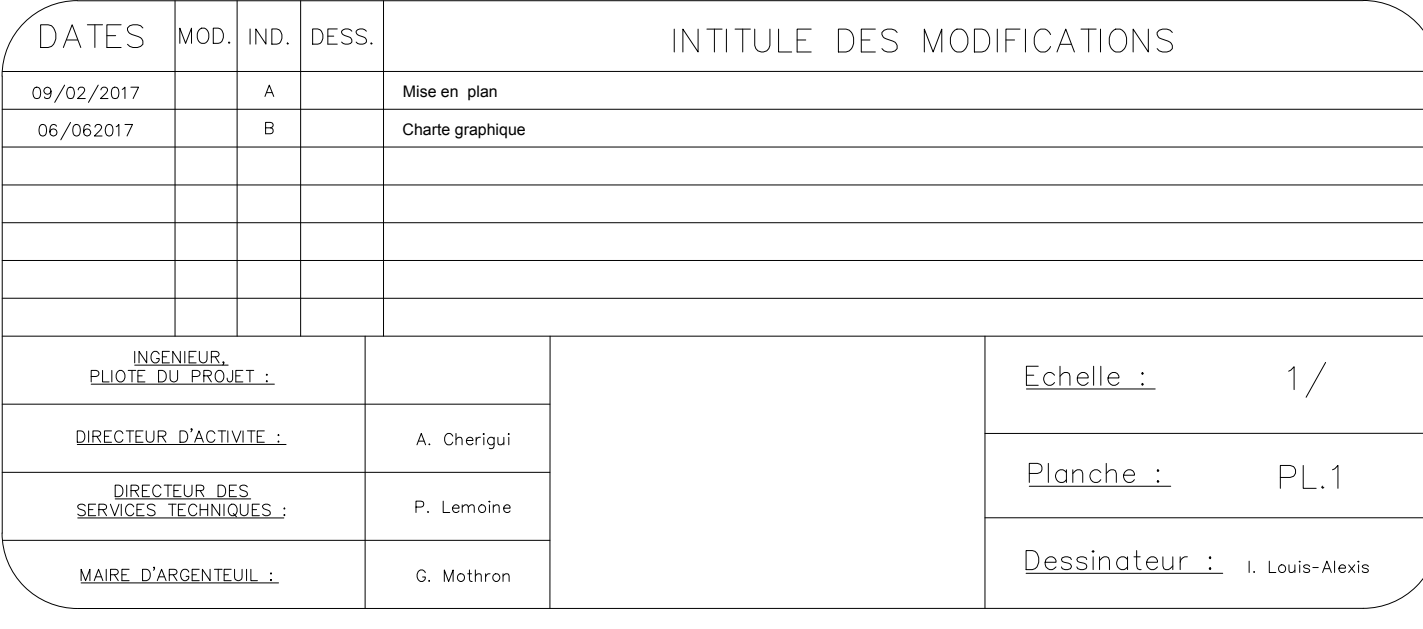 DATES MOD. IND. DESS. INTITULE DES MODIFICATIONS
09/02/2017 A Mise en plan
06/062017 B Charte graphique
INGENIEUR,
PLIOTE DU PROJET :
Echelle : 1/
DIRECTEUR D'ACTIVITE : A. Cherigui
Planche : PL.1
DIRECTEUR DES
SERVICES TECHNIQUES : P. Lemoine
Dessinateur : I. Louis-Alexis
MAIRE D'ARGENTEUIL : G. Mothron